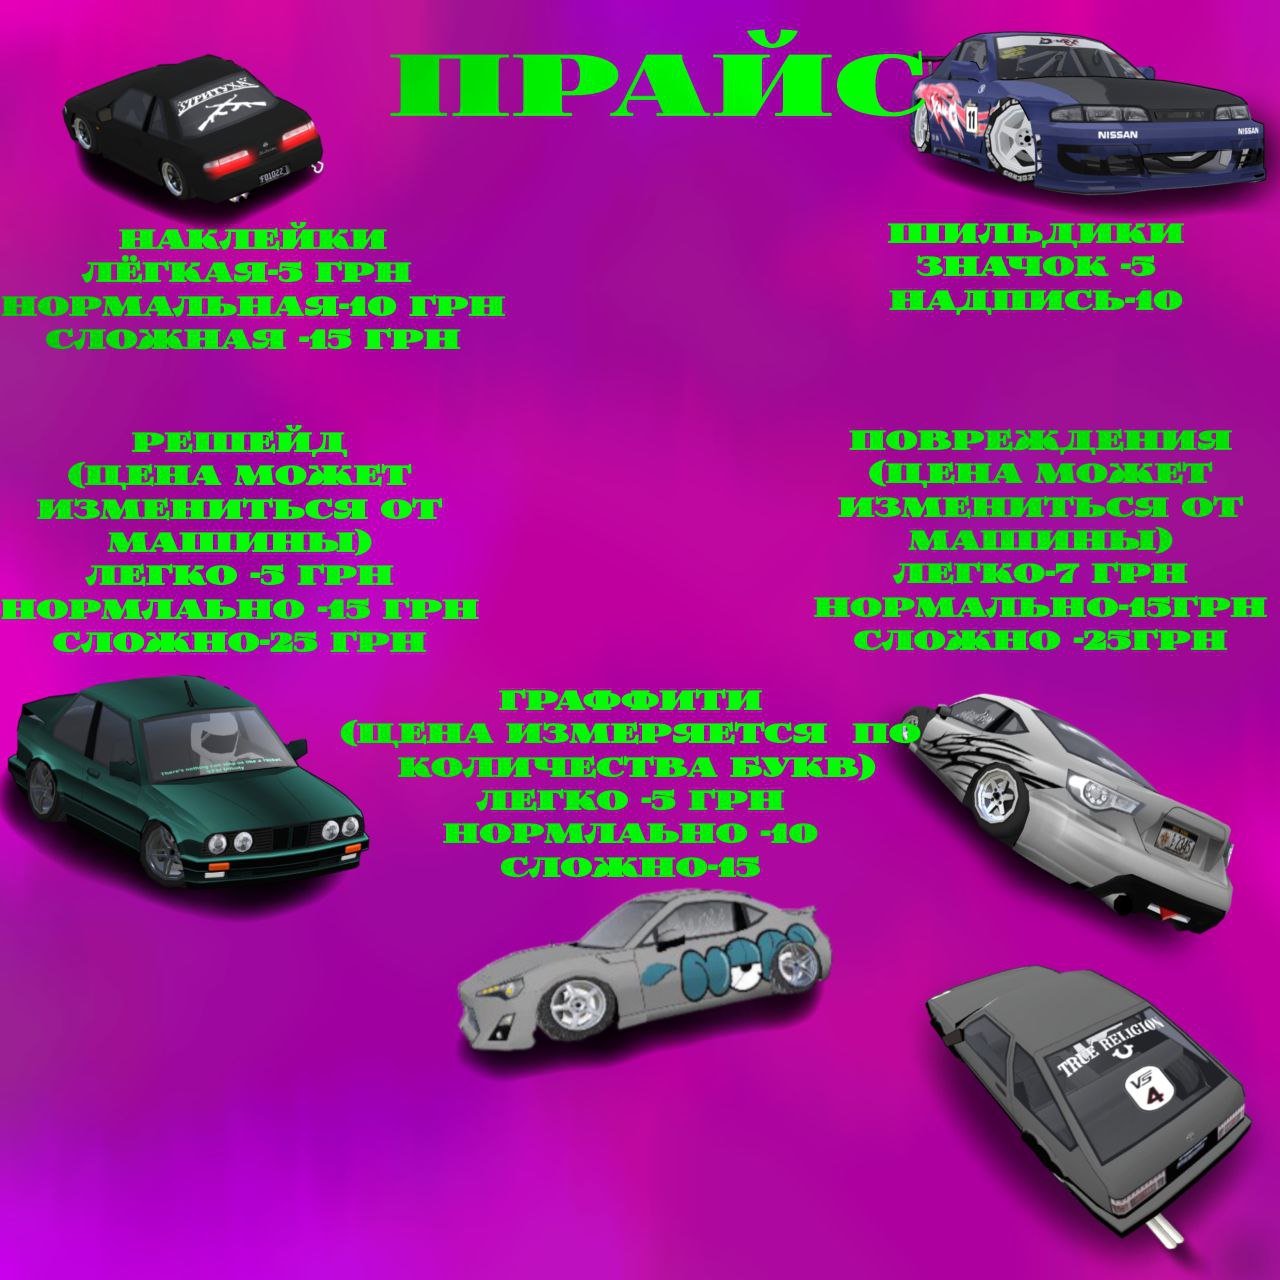 ПРАЙС
НАКЛЕЙКИ
ЛЁГКАЯ-5 ГРН
НОРМАЛЬНАЯ-10 ГРН
СЛОЖНАЯ -15 ГРН
ШИЛЬДИКИ
ЗНАЧОК -5
НАДПИСЬ-10
РЕШЕЙД
(ЦЕНА МОЖЕТ
ИЗМЕНИТЬСЯ ОТ
МАШИНЫ)
ЛЕГКО -5 ГРН
НОРМЛАЬНО -15 ГРН
СЛОЖНО-25 ГРН
ПОВРЕЖДЕНИЯ
(ЦЕНА МОЖЕТ
ИЗМЕНИТЬСЯ ОТ
МАШИНЫ)
ЛЕГКО-7 ГРН
НОРМАЛЬНО-15ГРН
СЛОЖНО -25ГРН
ГРАФФИТИ
(ЦЕНА ИЗМЕРЯЕТСЯ  ПО
КОЛИЧЕСТВА БУКВ)
ЛЕГКО -5 ГРН
НОРМЛАЬНО -10
СЛОЖНО-15
NISSAN
NISSAN
11
TRUE RELIGION
VS
4